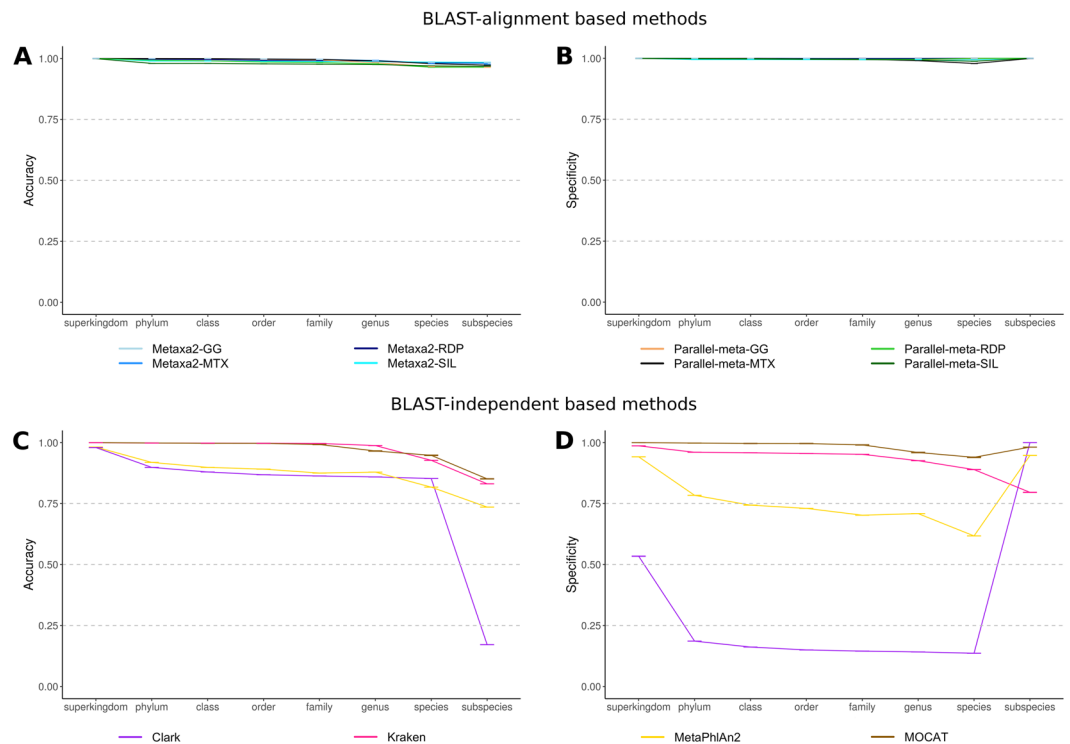 BLAST-alignment based methods
A
1.00
0.75
0.50
0.25
0.00
Accuracy
superkingdom phylum class order family genus species subspecies
B
1.00
0.75
0.50
0.25
0.00
Specificity
superkingdom phylum class order family genus species subspecies
Metaxa2-GG Metaxa2-RDP Parallel-meta-GG Parallel-meta-RDP
Metaxa2-MTX Metaxa2-SIL Parallel-meta-MTX Parallel-meta-SIL
BLAST-independent based methods
C
1.00
0.75
0.50
0.25
0.00
Accuracy
superkingdom phylum class order family genus species subspecies
D
1.00
0.75
0.50
0.25
0.00
Specificity
superkingdom phylum class order family genus species subspecies
Clark Kraken MetaPhlAn2 MOCAT